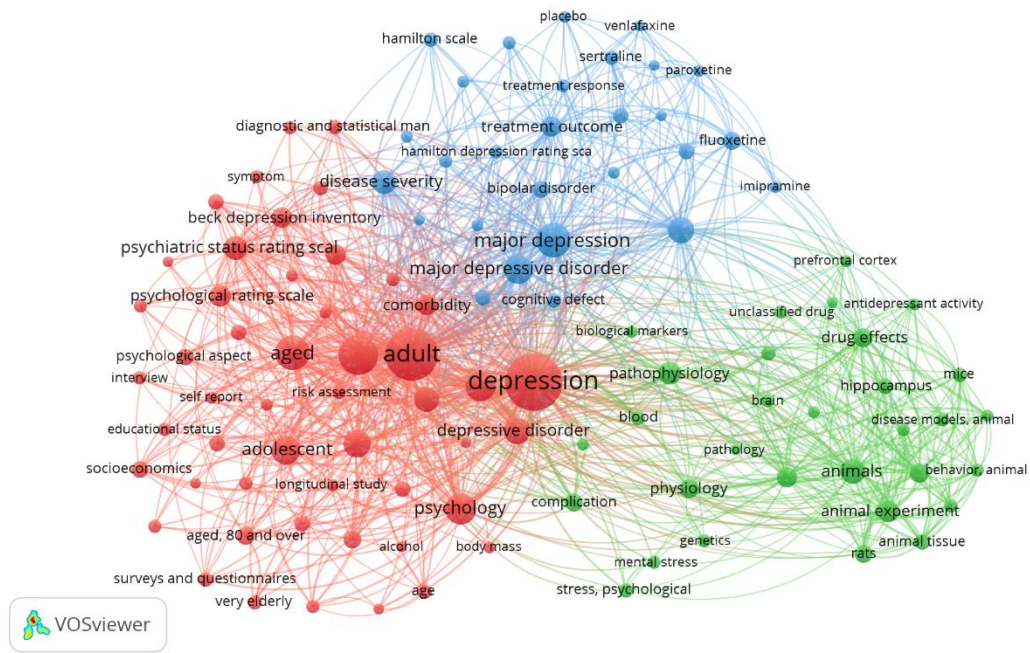 placebo
venlafaxine
hamilton scale
sertraline
paroxetine
treatment response
diagnostic and statistical man
treatment outcome
fluoxetine
hamilton depression rating sca
symptom
disease severity
bipolar disorder
imipramine
beck depression inventory
psychiatric status rating scal
major depression
prefrontal cortex
major depressive disorder
psychological rating scale
comorbidity
cognitive defect
antidepressant activity
unclassified drug
biological markers
drug effects
psychological aspect
aged
adult
interview
risk assessment
depression
pathophysiology
mice
hippocampus
self report
brain
blood
disease models, animal
educational status
depressive disorder
adolescent
pathology
socioeconomics
longitudinal study
animals
behavior, animal
physiology
psychology
complication
animal experiment
aged, 80 and over
alcohol
body mass
genetics
animal tissue
rats
mental stress
surveys and questionnaires
stress, psychological
age
very elderly
VOSviewer